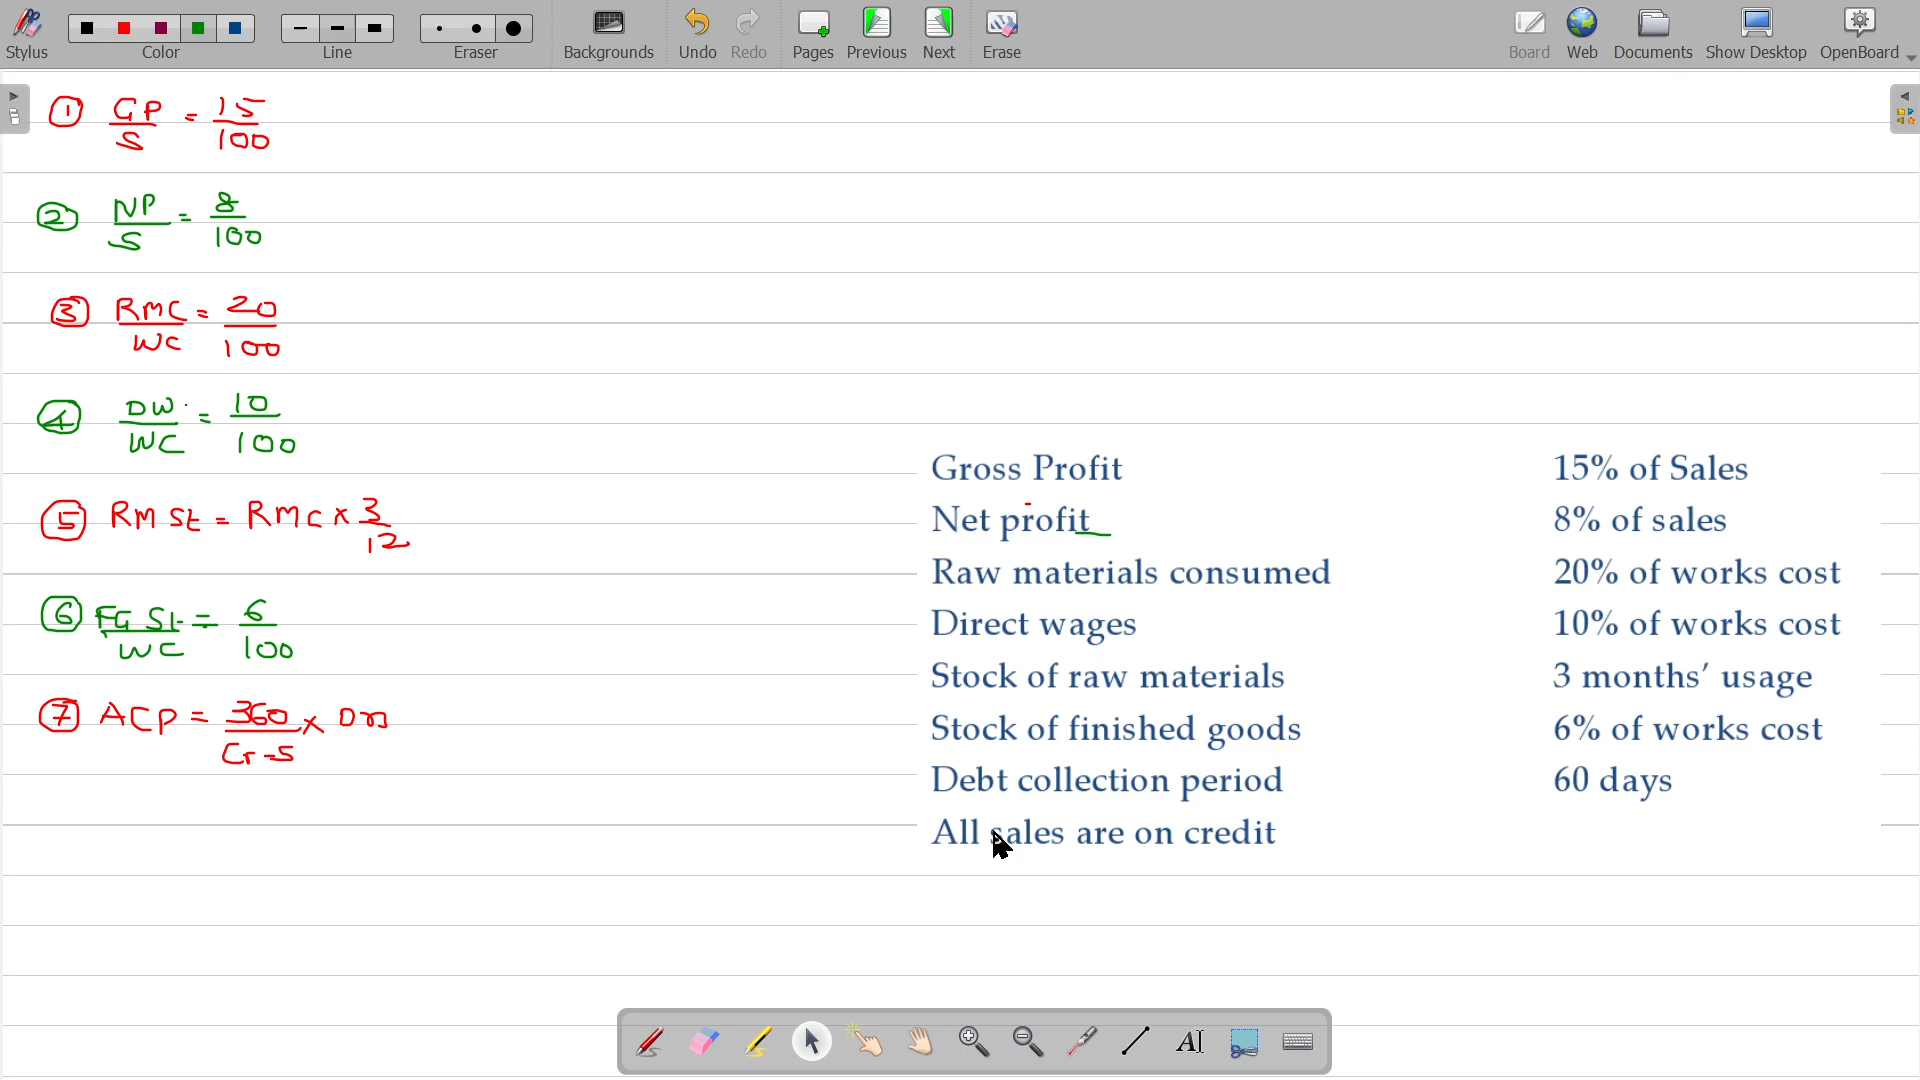 Stylus
Color
Line
Eraser
Backgrounds
Undo
Redo
Pages
Previous
Next
Erase
Board
Web
Documents
Show Desktop
OpenBoard
① GP/S = 15/100
② NP/S = 8/100
③ RMC/WC = 20/100
④ DW/WC = 10/100
⑤ RM St = RMC × 3/12
⑥ FG St/WC = 6/100
⑦ ACP = 360/Cr-S × Drs
Gross Profit 15% of Sales
Net profit 8% of sales
Raw materials consumed 20% of works cost
Direct wages 10% of works cost
Stock of raw materials 3 months’ usage
Stock of finished goods 6% of works cost
Debt collection period 60 days
All sales are on credit
AI